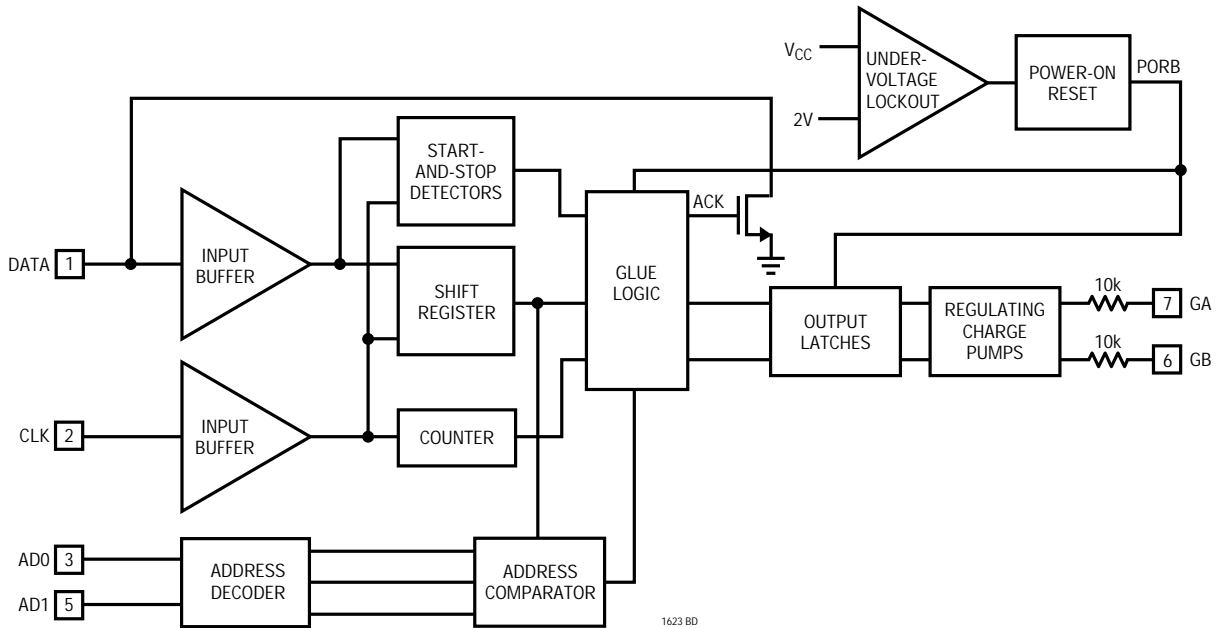 V_CC
2V
UNDER-
VOLTAGE
LOCKOUT
POWER-ON
RESET
PORB
START-
AND-STOP
DETECTORS
DATA 1
INPUT
BUFFER
SHIFT
REGISTER
GLUE
LOGIC
ACK
OUTPUT
LATCHES
REGULATING
CHARGE
PUMPS
10k
7 GA
10k
6 GB
CLK 2
INPUT
BUFFER
COUNTER
AD0 3
AD1 5
ADDRESS
DECODER
ADDRESS
COMPARATOR
1623 BD